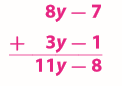 8y – 7
+ 3y – 1
11y – 8